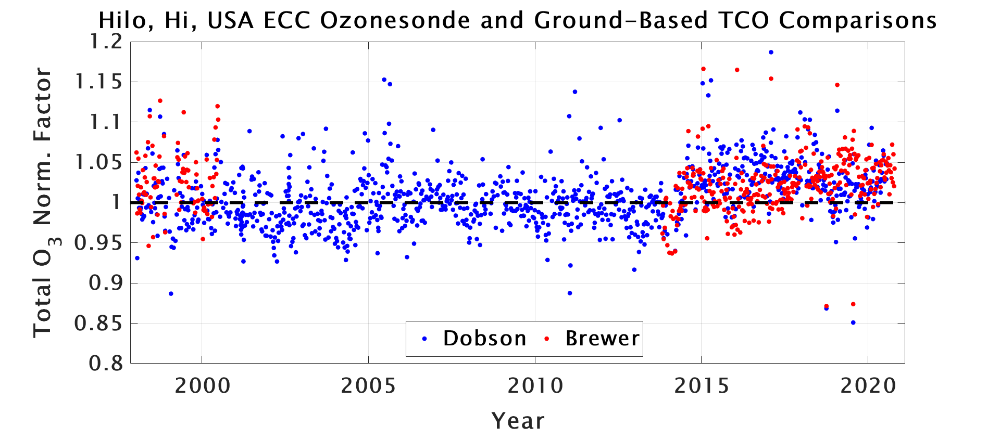 Hilo, Hi, USA ECC Ozonesonde and Ground-Based TCO Comparisons
Total O3 Norm. Factor
1.2
1.15
1.1
1.05
1
0.95
0.9
0.85
0.8
Dobson
Brewer
2000
2005
2010
2015
2020
Year